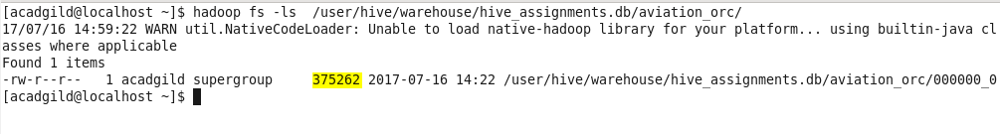 [acadgild@localhost ~]$ hadoop fs -ls  /user/hive/warehouse/hive_assignments.db/aviation_orc/
17/07/16 14:59:22 WARN util.NativeCodeLoader: Unable to load native-hadoop library for your platform... using builtin-java cl
asses where applicable
Found 1 items
-rw-r--r--   1 acadgild supergroup     375262 2017-07-16 14:22 /user/hive/warehouse/hive_assignments.db/aviation_orc/000000_0
[acadgild@localhost ~]$